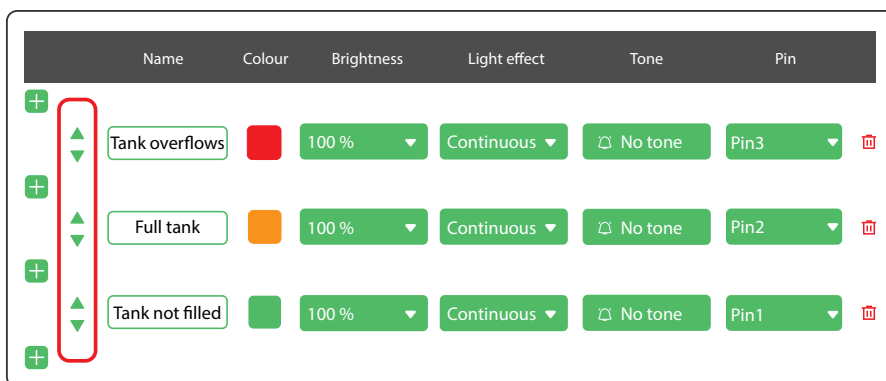 Name Colour Brightness Light effect Tone Pin
Tank overflows 100 % Continuous No tone Pin3
Full tank 100 % Continuous No tone Pin2
Tank not filled 100 % Continuous No tone Pin1